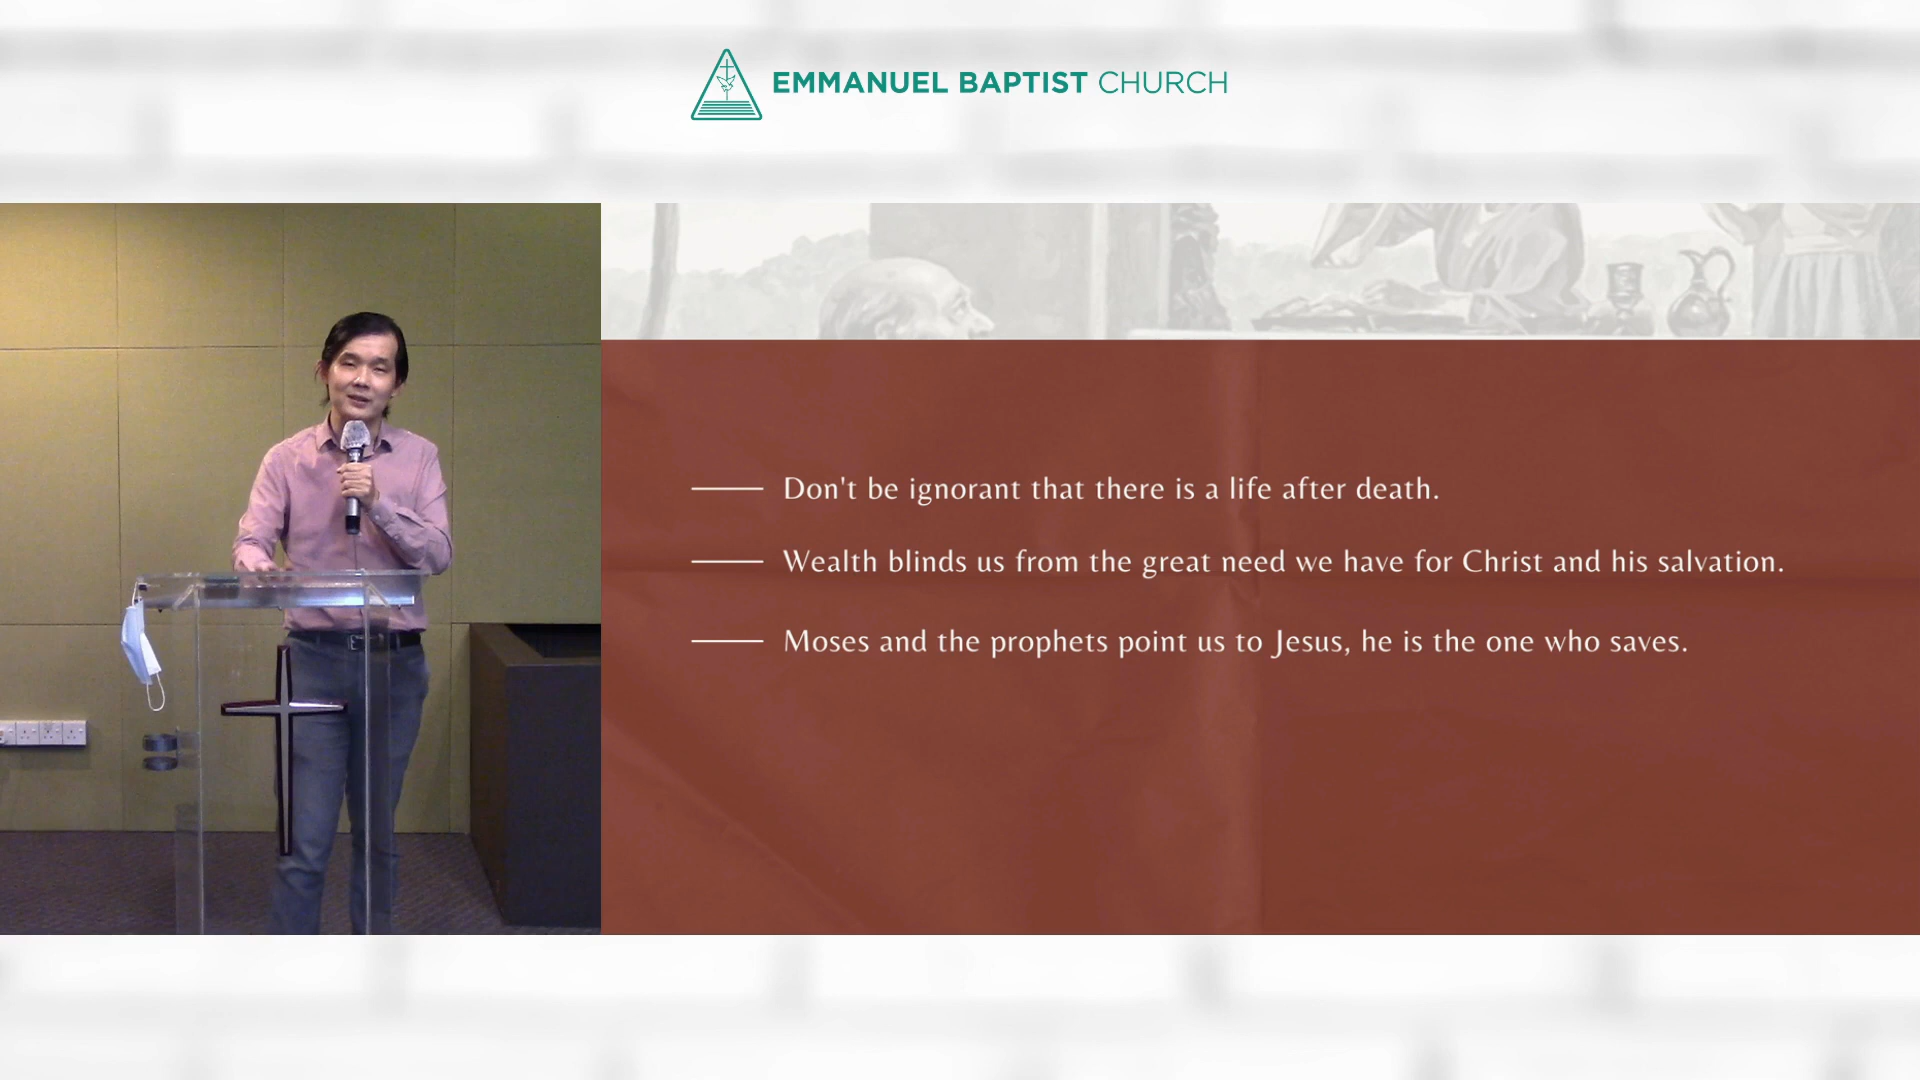 EMMANUEL BAPTIST CHURCH
Don't be ignorant that there is a life after death.
Wealth blinds us from the great need we have for Christ and his salvation.
Moses and the prophets point us to Jesus, he is the one who saves.